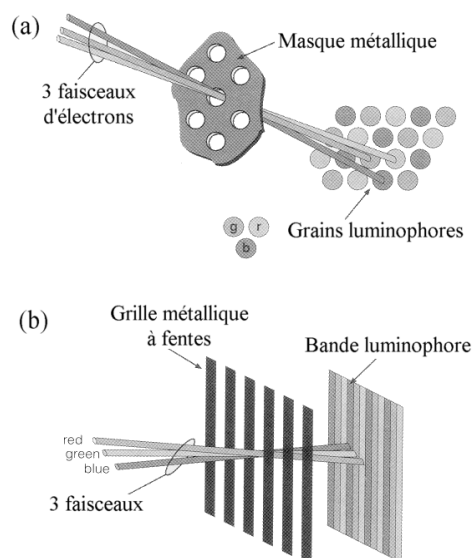 (a)
Masque métallique
3 faisceaux
d'électrons
Grains luminophores
g r
b
(b)
Grille métallique
à fentes
Bande luminophore
red
green
blue
3 faisceaux